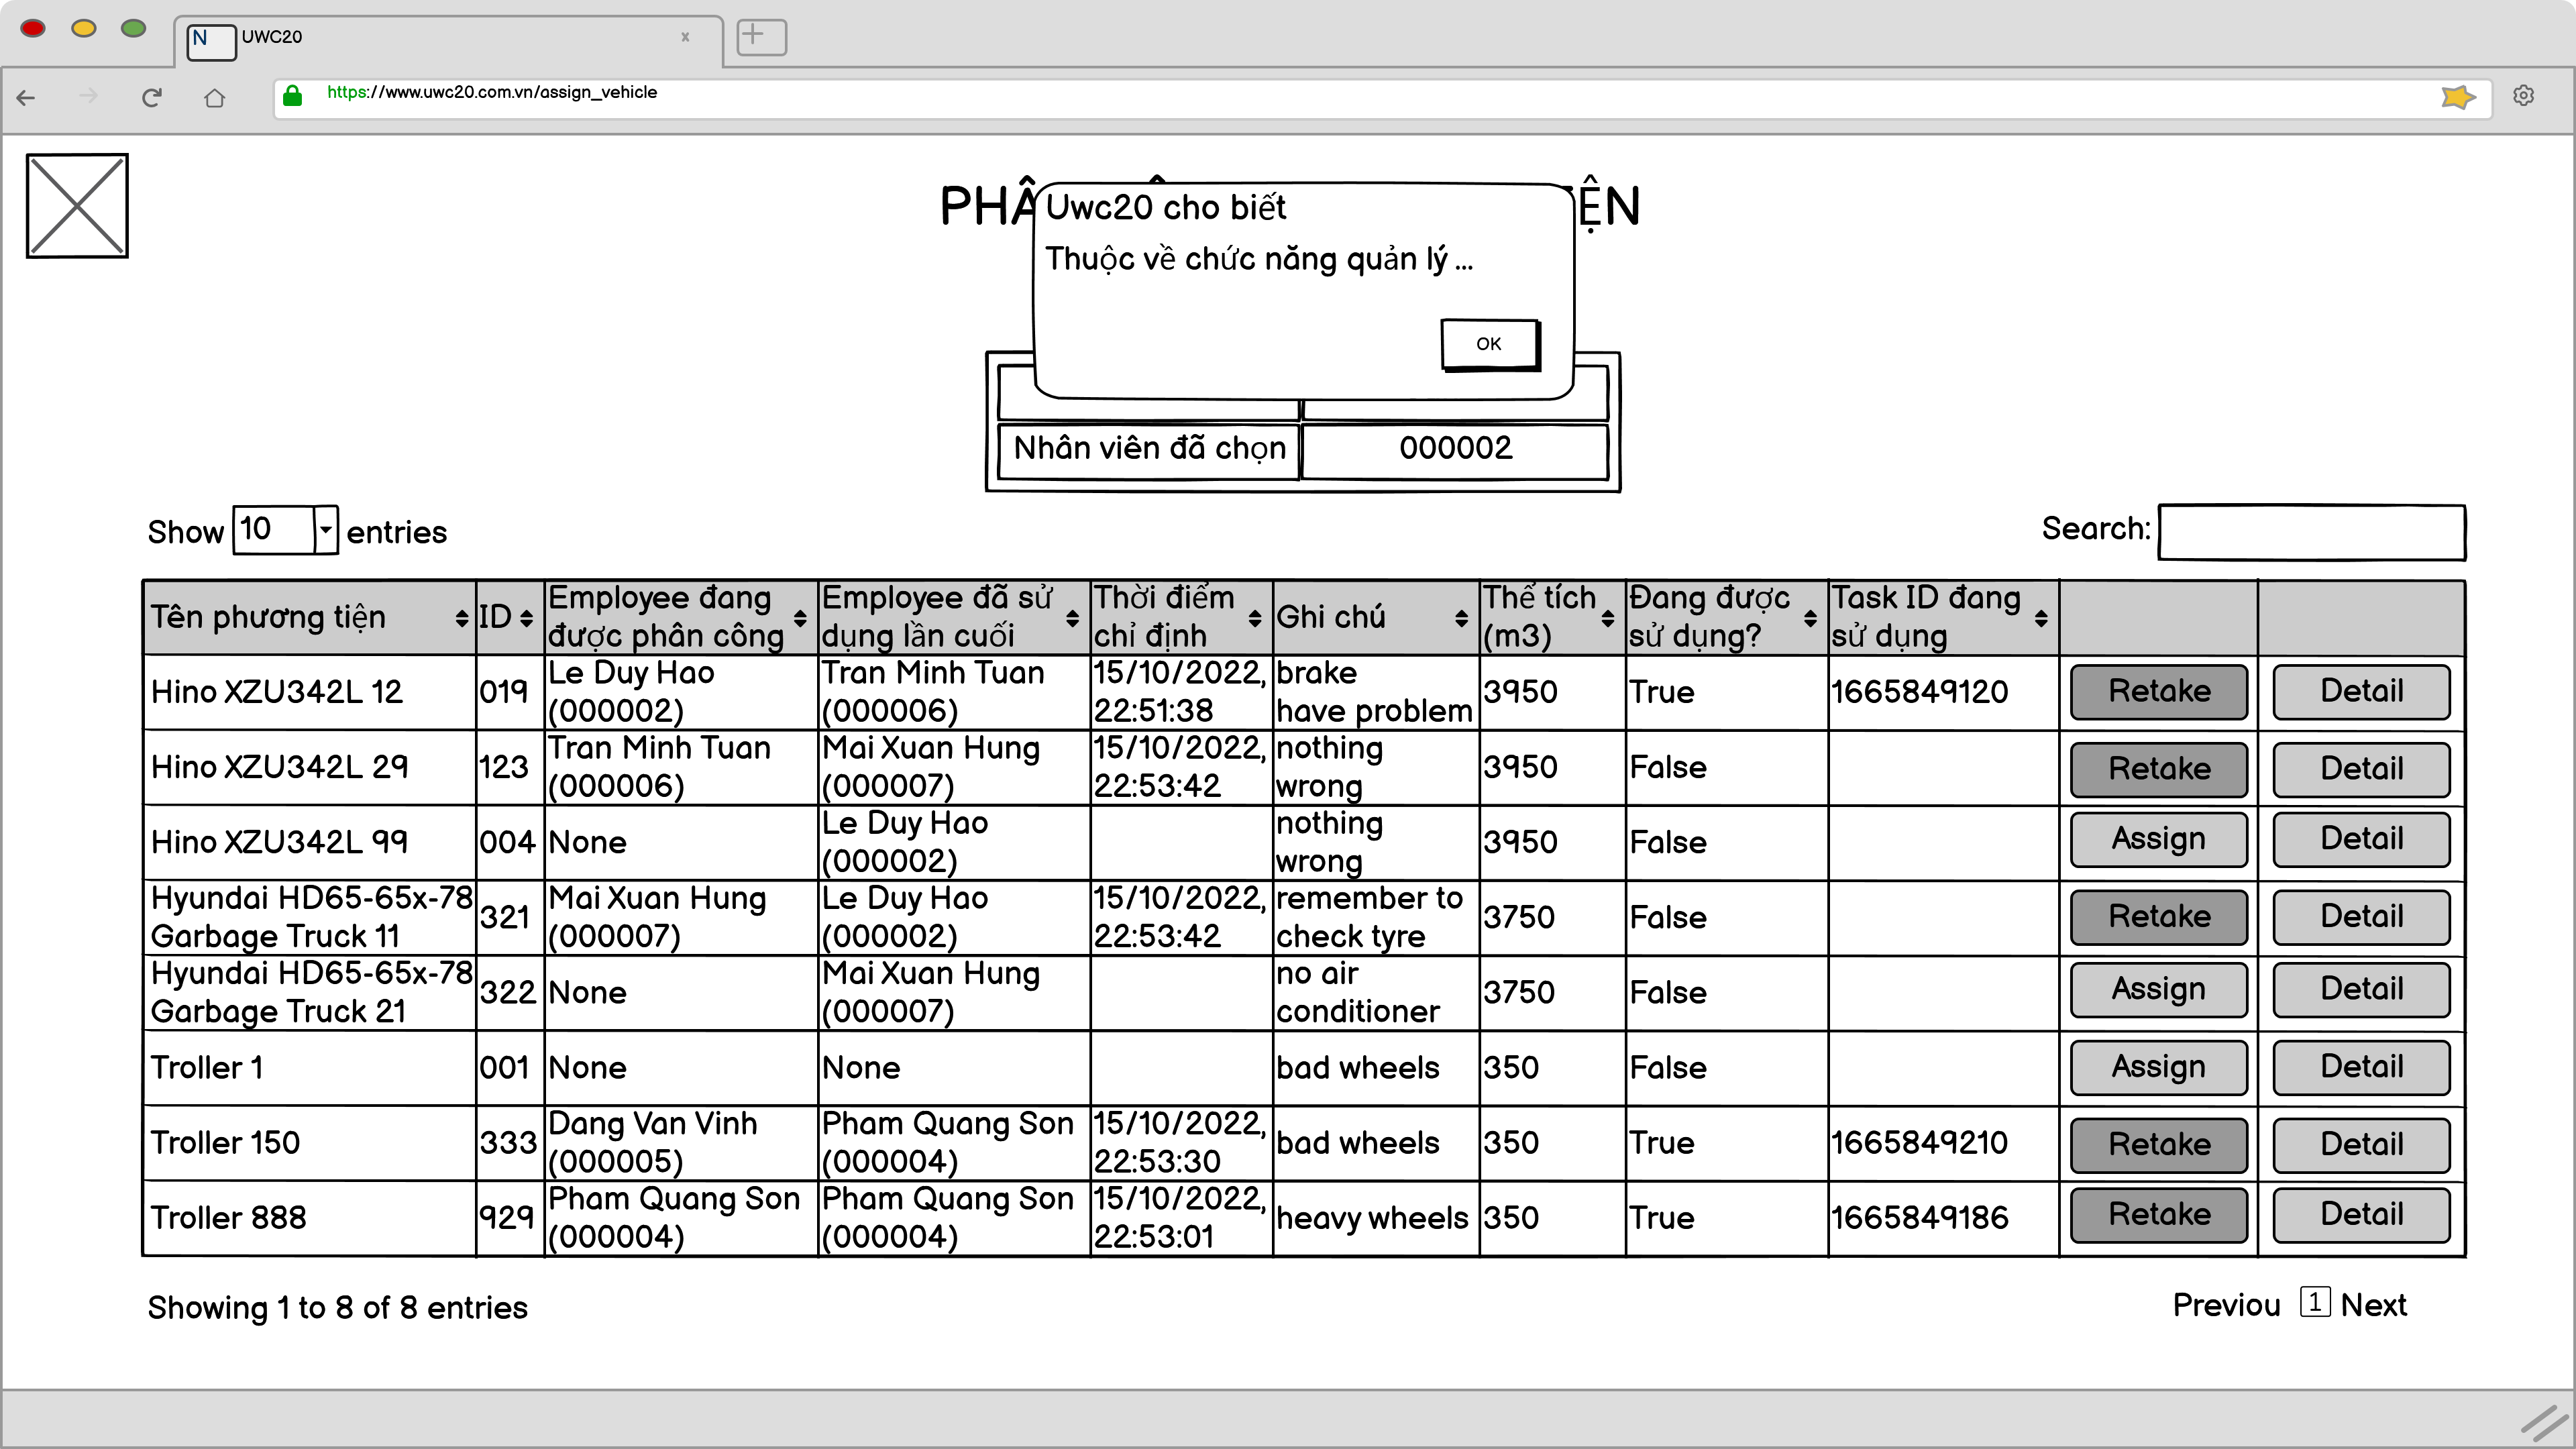 N UWC20 x
https://www.uwc20.com.vn/assign_vehicle
PHÂ
ỆN
Uwc20 cho biết
Thuộc về chức năng quản lý ...
OK
Nhân viên đã chọn 000002
Show 10 entries Search:
Tên phương tiện ID Employee đang được phân công Employee đã sử dụng lần cuối Thời điểm chỉ định Ghi chú Thể tích (m3) Đang được sử dụng? Task ID đang sử dụng
Hino XZU342L 12 019 Le Duy Hao (000002) Tran Minh Tuan (000006) 15/10/2022, 22:51:38 brake have problem 3950 True 1665849120 Retake Detail
Hino XZU342L 29 123 Tran Minh Tuan (000006) Mai Xuan Hung (000007) 15/10/2022, 22:53:42 nothing wrong 3950 False Retake Detail
Hino XZU342L 99 004 None Le Duy Hao (000002) nothing wrong 3950 False Assign Detail
Hyundai HD65-65x-78 Garbage Truck 11 321 Mai Xuan Hung (000007) Le Duy Hao (000002) 15/10/2022, 22:53:42 remember to check tyre 3750 False Retake Detail
Hyundai HD65-65x-78 Garbage Truck 21 322 None Mai Xuan Hung (000007) no air conditioner 3750 False Assign Detail
Troller 1 001 None None bad wheels 350 False Assign Detail
Troller 150 333 Dang Van Vinh (000005) Pham Quang Son (000004) 15/10/2022, 22:53:30 bad wheels 350 True 1665849210 Retake Detail
Troller 888 929 Pham Quang Son (000004) Pham Quang Son (000004) 15/10/2022, 22:53:01 heavy wheels 350 True 1665849186 Retake Detail
Showing 1 to 8 of 8 entries Previou 1 Next